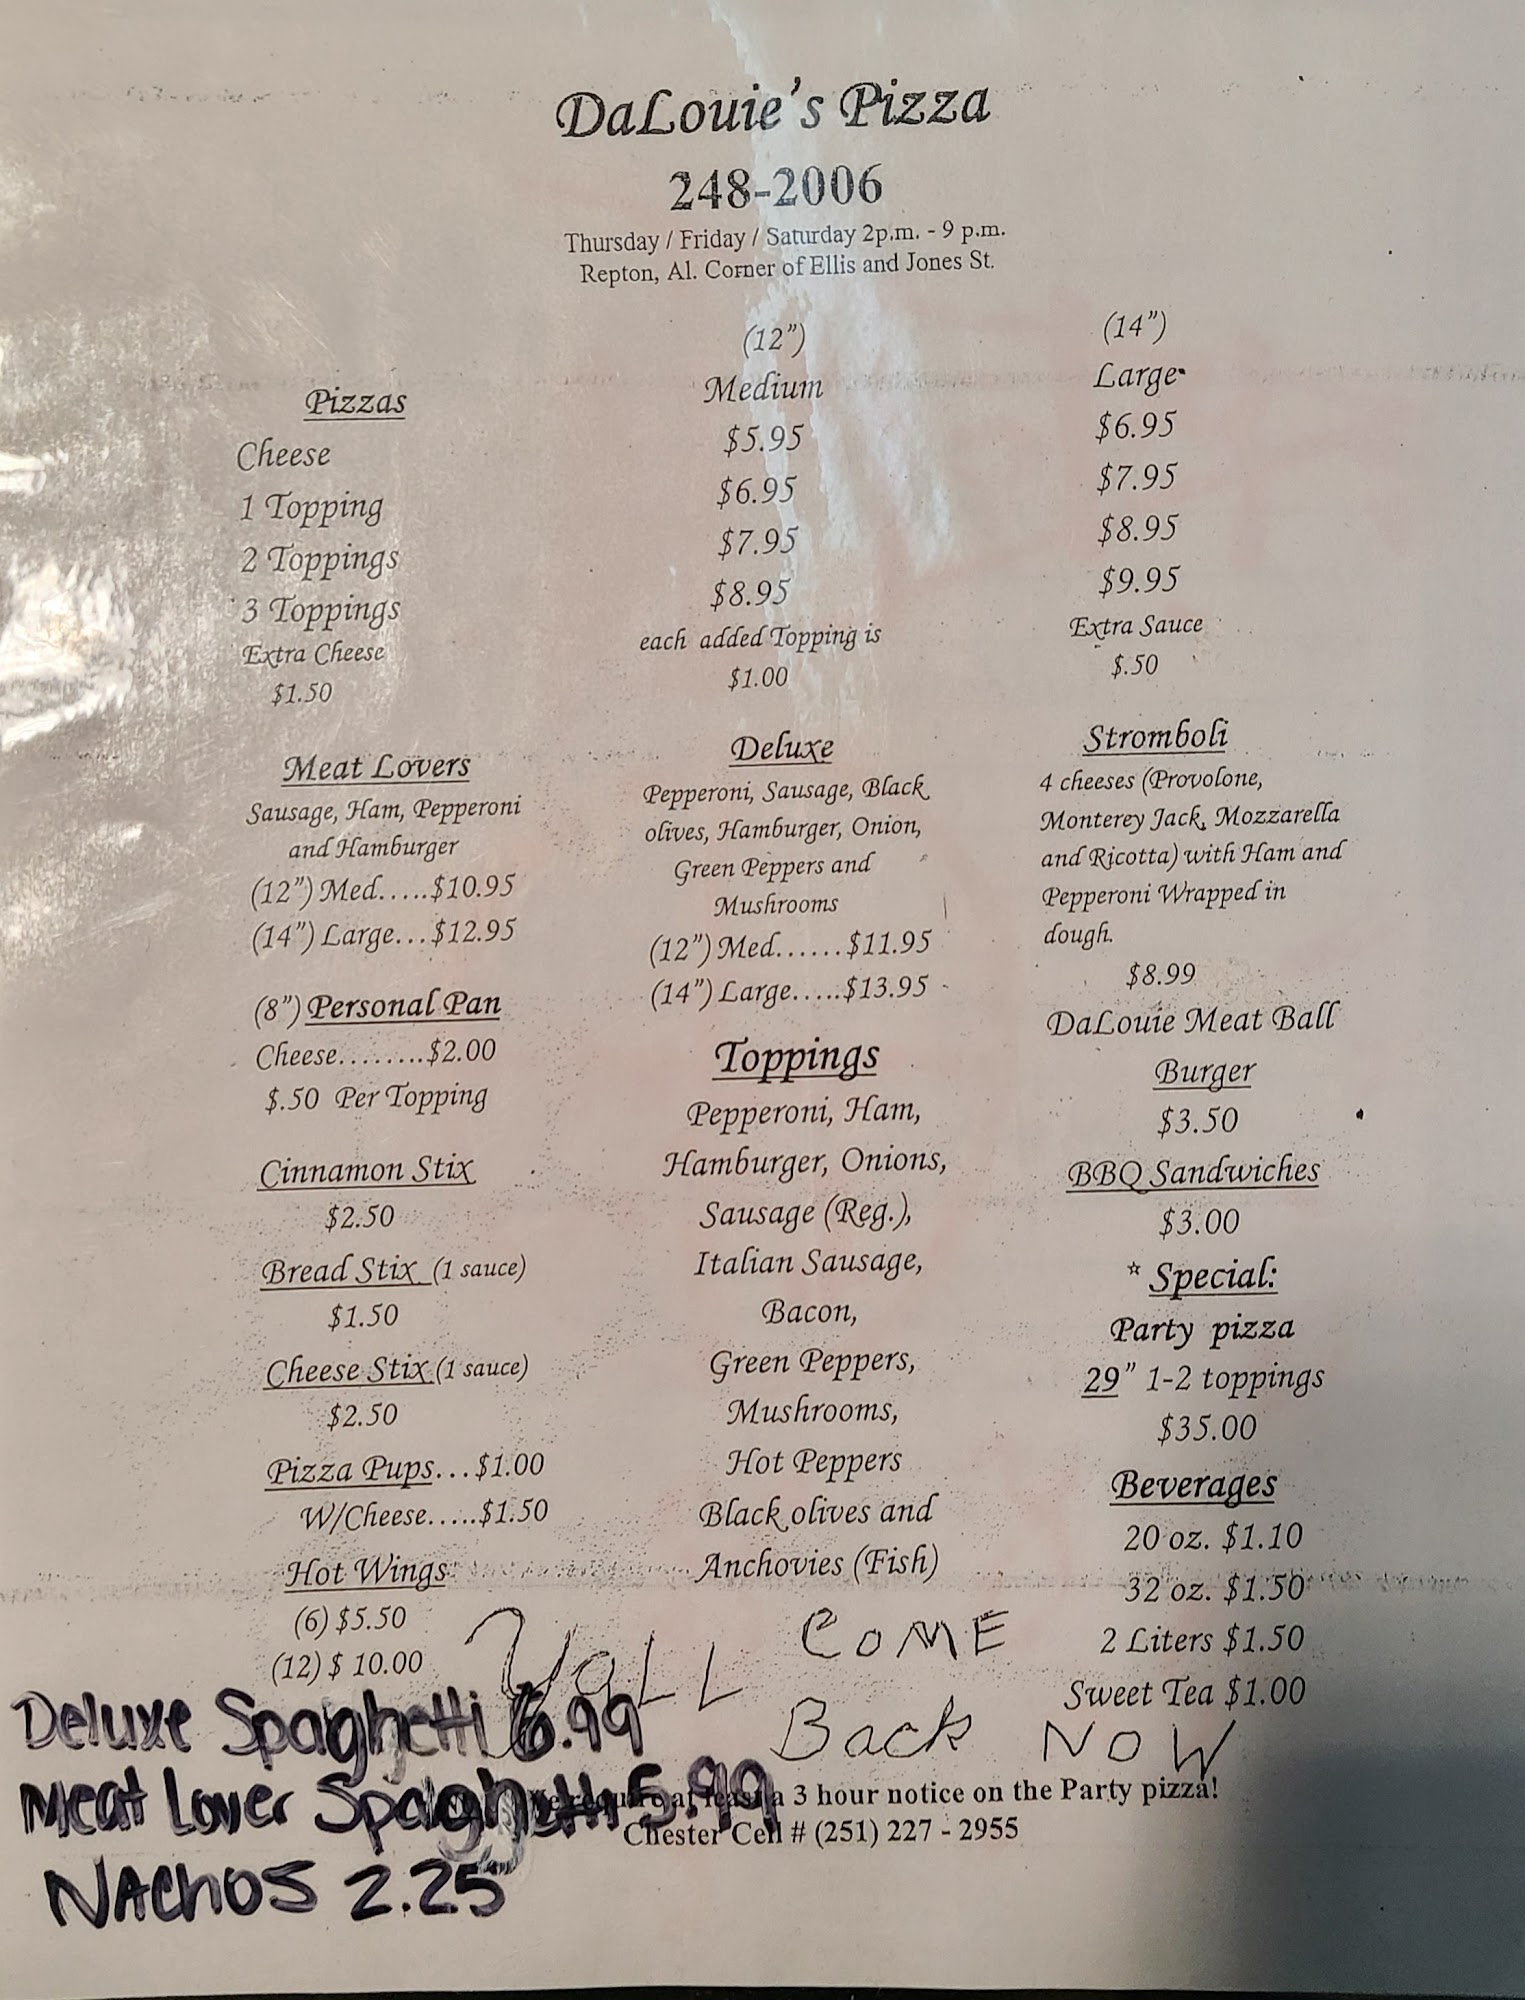 DaLouie's Pizza
248-2006
Thursday / Friday / Saturday 2p.m. - 9 p.m.
Repton, Al. Corner of Ellis and Jones St.
(12") (14")
Pizzas Medium Large
Cheese $5.95 $6.95
1 Topping $6.95 $7.95
2 Toppings $7.95 $8.95
3 Toppings $8.95 $9.95
Extra Cheese each added Topping is Extra Sauce
$1.50 $1.00 $.50
Meat Lovers
Sausage, Ham, Pepperoni
and Hamburger
(12") Med.....$10.95
(14") Large...$12.95
(8") Personal Pan
Cheese........$2.00
$.50 Per Topping
Cinnamon Stix
$2.50
Bread Stix (1 sauce)
$1.50
Cheese Stix (1 sauce)
$2.50
Pizza Pups...$1.00
W/Cheese.....$1.50
Hot Wings
(6) $5.50
(12) $ 10.00
Deluxe
Pepperoni, Sausage, Black
olives, Hamburger, Onion,
Green Peppers and
Mushrooms
(12") Med......$11.95
(14") Large.....$13.95
Toppings
Pepperoni, Ham,
Hamburger, Onions,
Sausage (Reg.),
Italian Sausage,
Bacon,
Green Peppers,
Mushrooms,
Hot Peppers
Black olives and
Anchovies (Fish)
Stromboli
4 cheeses (Provolone,
Monterey Jack, Mozzarella
and Ricotta) with Ham and
Pepperoni Wrapped in
dough.
$8.99
DaLouie Meat Ball
Burger
$3.50
BBQ Sandwiches
$3.00
* Special:
Party pizza
29" 1-2 toppings
$35.00
Beverages
20 oz. $1.10
32 oz. $1.50
2 Liters $1.50
Sweet Tea $1.00
Yall COME
Back NOW
Deluxe Spaghetti 6.99
Meat Lover Spaghetti 5.99
NACHOS 2.25
require at least a 3 hour notice on the Party pizza!
Chester Cell # (251) 227 - 2955